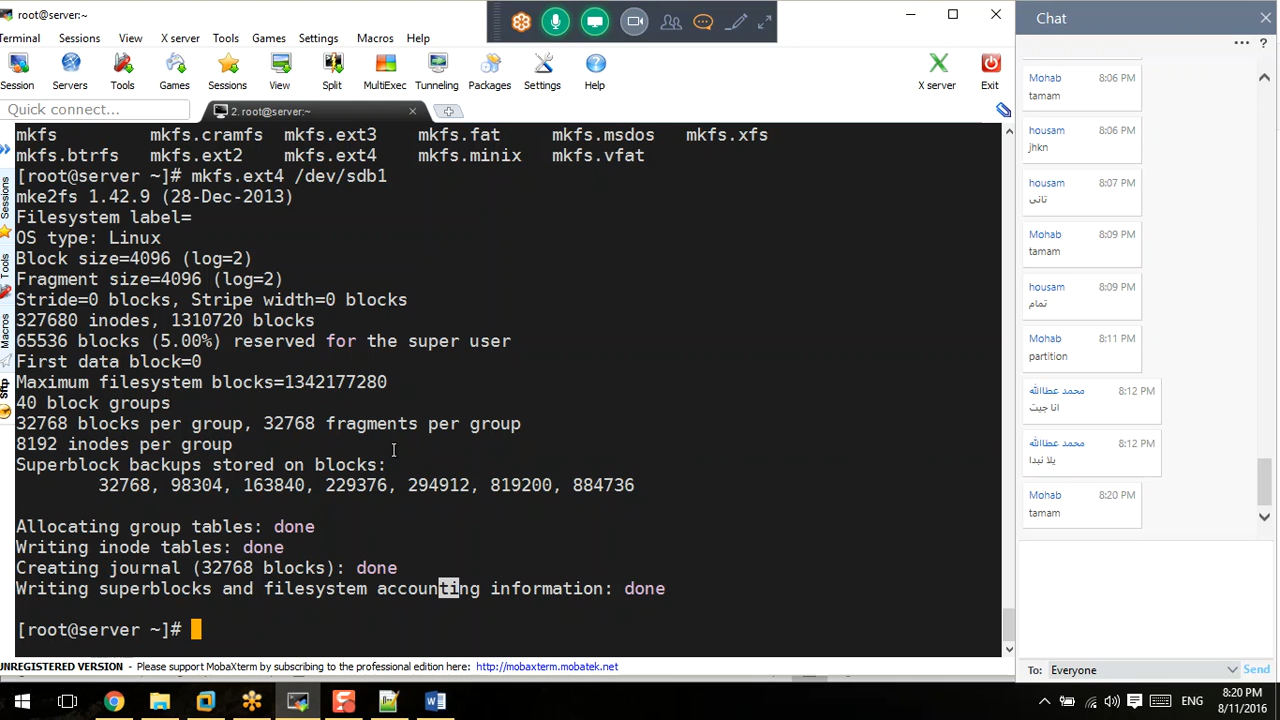 root@server:~
Terminal Sessions View X server Tools Games Settings Macros Help
Session Servers Tools Games Sessions View Split MultiExec Tunneling Packages Settings Help X server Exit
Quick connect...
2. root@server:~
Sessions
Tools
Macros
Sftp
mkfs mkfs.cramfs mkfs.ext3 mkfs.fat mkfs.msdos mkfs.xfs
mkfs.btrfs mkfs.ext2 mkfs.ext4 mkfs.minix mkfs.vfat
[root@server ~]# mkfs.ext4 /dev/sdb1
mke2fs 1.42.9 (28-Dec-2013)
Filesystem label=
OS type: Linux
Block size=4096 (log=2)
Fragment size=4096 (log=2)
Stride=0 blocks, Stripe width=0 blocks
327680 inodes, 1310720 blocks
65536 blocks (5.00%) reserved for the super user
First data block=0
Maximum filesystem blocks=1342177280
40 block groups
32768 blocks per group, 32768 fragments per group
8192 inodes per group
Superblock backups stored on blocks:
32768, 98304, 163840, 229376, 294912, 819200, 884736
Allocating group tables: done
Writing inode tables: done
Creating journal (32768 blocks): done
Writing superblocks and filesystem accounting information: done
[root@server ~]#
UNREGISTERED VERSION - Please support MobaXterm by subscribing to the professional edition here: http://mobaxterm.mobatek.net
Chat
Mohab 8:06 PM
tamam
housam 8:06 PM
jhkn
housam 8:07 PM
تانى
Mohab 8:09 PM
tamam
housam 8:09 PM
تمام
Mohab 8:11 PM
partition
محمد عطاالله 8:12 PM
انا جيت
محمد عطاالله 8:12 PM
يلا نبدا
Mohab 8:20 PM
tamam
To: Everyone Send
ENG
8:20 PM
8/11/2016